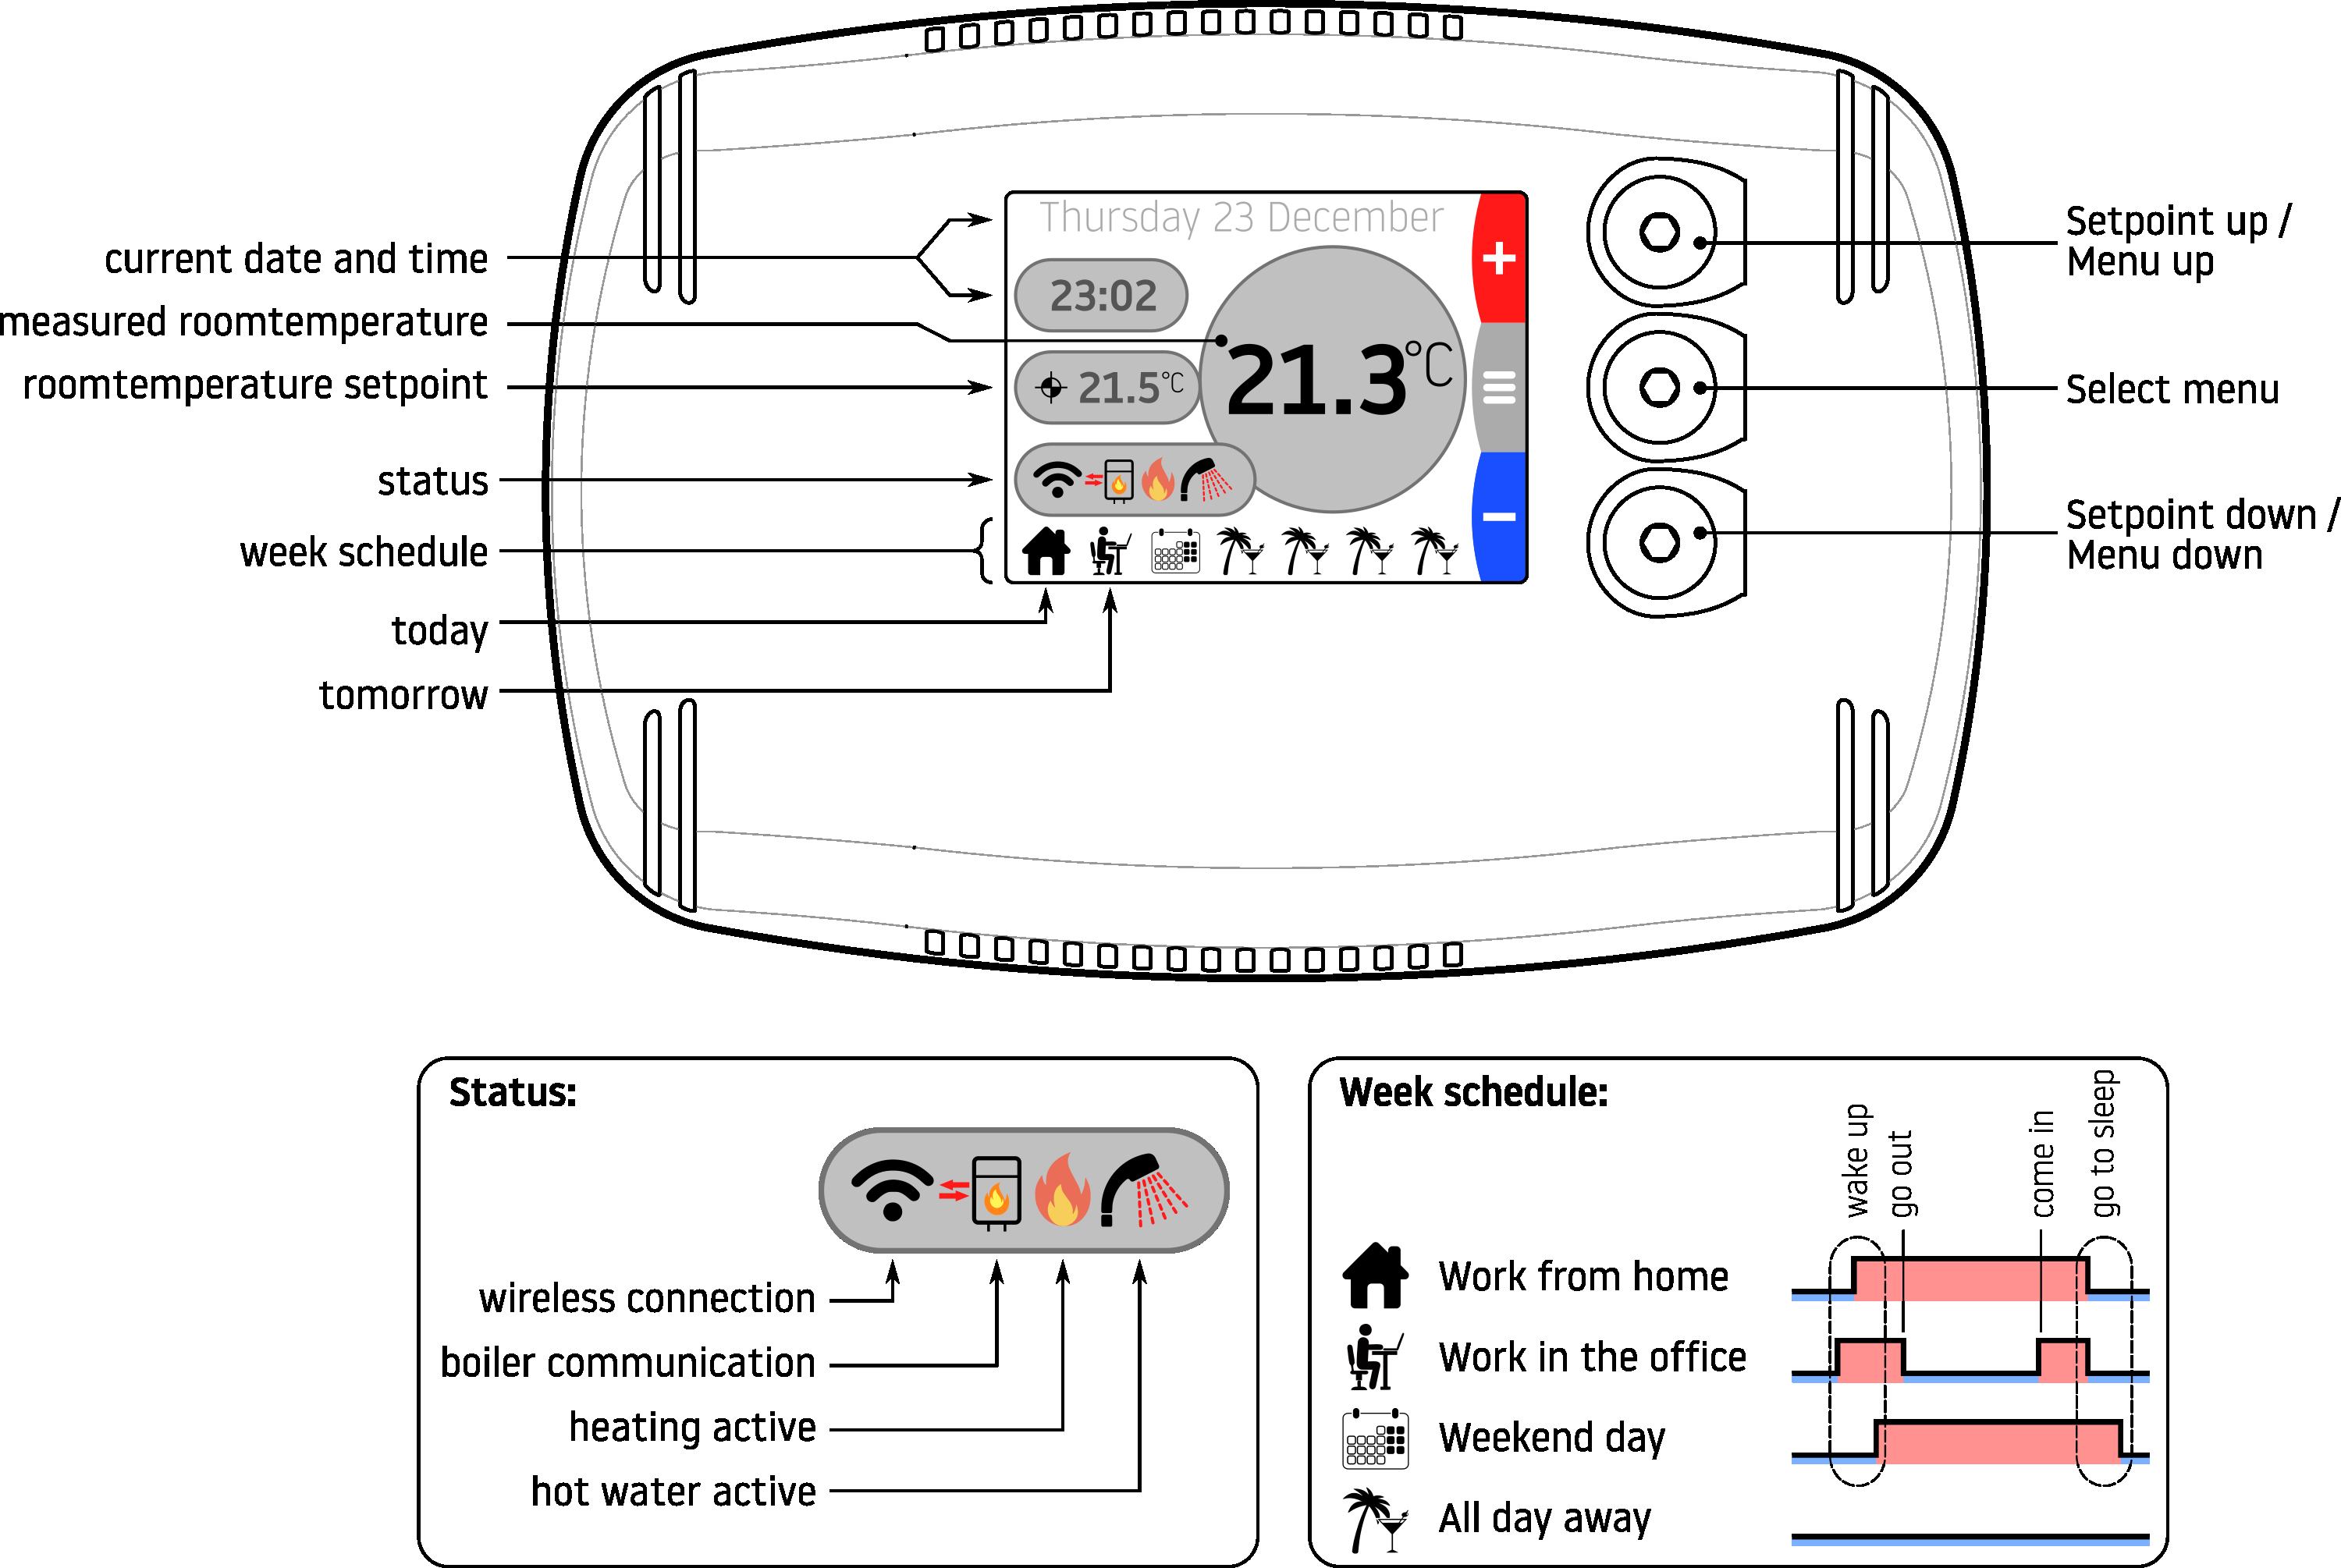 Thursday 23 December
current date and time
23:02
measured roomtemperature
21.3°C
roomtemperature setpoint
21.5°C
status
week schedule
today
tomorrow
Setpoint up /
Menu up
Select menu
Setpoint down /
Menu down
Status:
wireless connection
boiler communication
heating active
hot water active
Week schedule:
wake up
go out
come in
go to sleep
Work from home
Work in the office
Weekend day
All day away